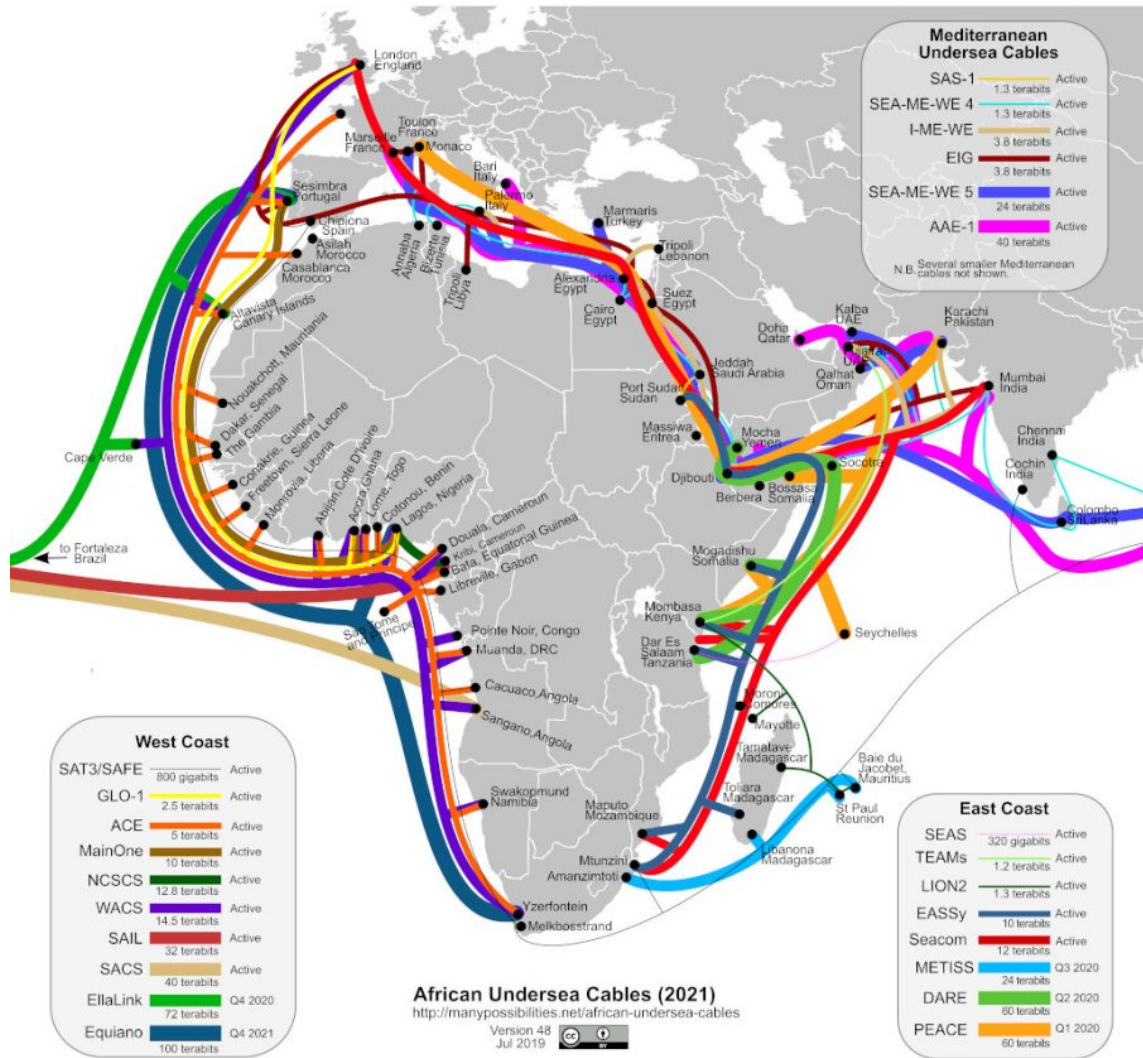 London
England
Toulon
France
Marseille
France
Monaco
Bari
Italy
Palermo
Italy
Marmaris
Turkey
Tripoli
Lebanon
Sesimbra
Portugal
Chipiona
Spain
Asilah
Morocco
Casablanca
Morocco
Annaba
Algeria
Bizerte
Tunisia
Tripoli
Libya
Alexandria
Egypt
Cairo
Egypt
Suez
Egypt
Altavista
Canary Islands
Doha
Qatar
Kalba
UAE
UAE
Qalhat
Oman
Karachi
Pakistan
Jeddah
Saudi Arabia
Port Sudan
Sudan
Massiwa
Eritrea
Mocha
Yemen
Mumbai
India
Chennai
India
Cochin
India
Colombo
Sri Lanka
Djibouti
Berbera
Bossasa
Somalia
Socotra
Nouakchott, Mauritania
Dakar, Senegal
The Gambia
Cape Verde
Conakrie, Guinea
Freetown, Sierra Leone
Monrovia, Liberia
Abijan, Cote D'Ivoire
Accra, Ghana
Lome, Togo
Cotonou, Benin
Lagos, Nigeria
Douala, Cameroun
Kribi, Cameroun
Bata, Equatorial Guinea
Libreville, Gabon
to Fortaleza
Brazil
Sao Tome
and Principe
Pointe Noir, Congo
Muanda, DRC
Cacuaco,Angola
Sangano,Angola
Mogadishu
Somalia
Mombasa
Kenya
Dar Es
Salaam
Tanzania
Seychelles
Moroni
Comores
Mayotte
Tamatave
Madagascar
Baie du
Jacobet,
Mauritius
St Paul
Reunion
Toliara
Madagascar
Libanona
Madagascar
Swakopmund
Namibia
Maputo
Mozambique
Mtunzini
Amanzimtoti
Yzerfontein
Melkbosstrand
Mediterranean
Undersea Cables
SAS-1 Active
1.3 terabits
SEA-ME-WE 4 Active
1.3 terabits
I-ME-WE Active
3.8 terabits
EIG Active
3.8 terabits
SEA-ME-WE 5 Active
24 terabits
AAE-1 Active
40 terabits
N.B. Several smaller Mediterranean
cables not shown.
West Coast
SAT3/SAFE Active
800 gigabits
GLO-1 Active
2.5 terabits
ACE Active
5 terabits
MainOne Active
10 terabits
NCSCS Active
12.8 terabits
WACS Active
14.5 terabits
SAIL Active
32 terabits
SACS Active
40 terabits
EllaLink Q4 2020
72 terabits
Equiano Q4 2021
100 terabits
East Coast
SEAS Active
320 gigabits
TEAMs Active
1.2 terabits
LION2 Active
1.3 terabits
EASSy Active
10 terabits
Seacom Active
12 terabits
METISS Q3 2020
24 terabits
DARE Q2 2020
60 terabits
PEACE Q1 2020
60 terabits
African Undersea Cables (2021)
http://manypossibilities.net/african-undersea-cables
Version 48
Jul 2019
cc
BY